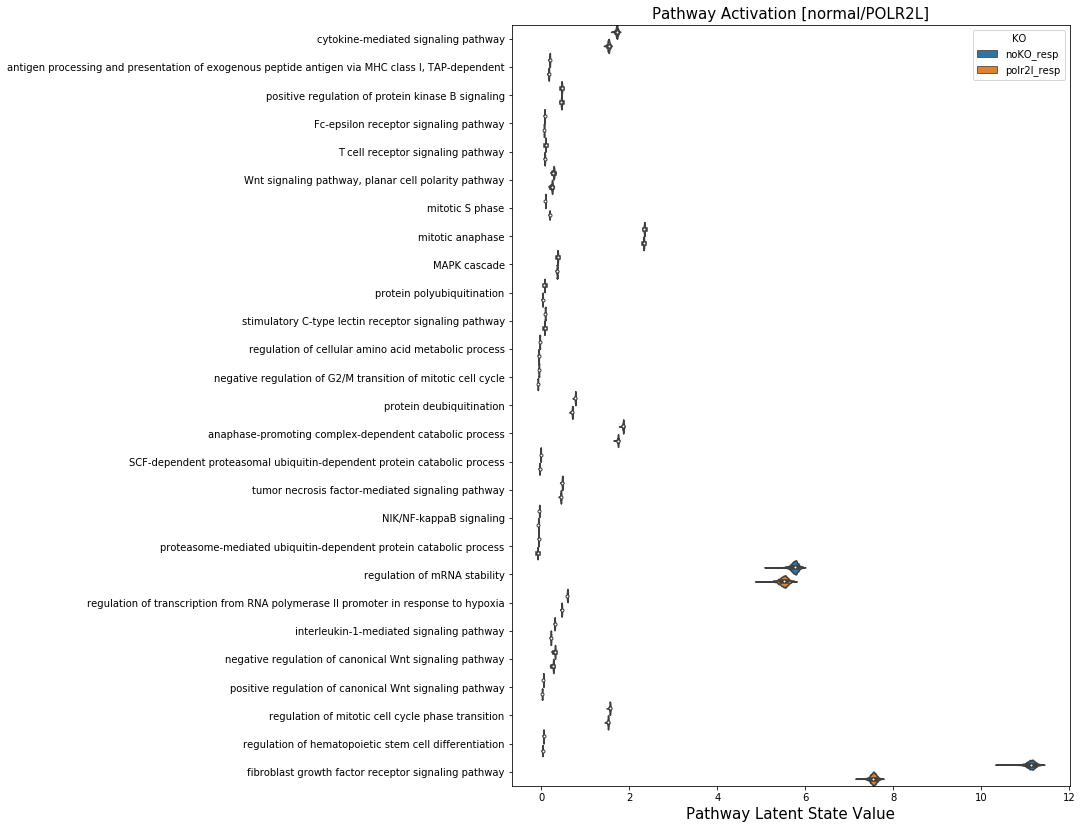 Pathway Activation [normal/POLR2L]
KO
noKO_resp
polr2l_resp
cytokine-mediated signaling pathway
antigen processing and presentation of exogenous peptide antigen via MHC class I, TAP-dependent
positive regulation of protein kinase B signaling
Fc-epsilon receptor signaling pathway
T cell receptor signaling pathway
Wnt signaling pathway, planar cell polarity pathway
mitotic S phase
mitotic anaphase
MAPK cascade
protein polyubiquitination
stimulatory C-type lectin receptor signaling pathway
regulation of cellular amino acid metabolic process
negative regulation of G2/M transition of mitotic cell cycle
protein deubiquitination
anaphase-promoting complex-dependent catabolic process
SCF-dependent proteasomal ubiquitin-dependent protein catabolic process
tumor necrosis factor-mediated signaling pathway
NIK/NF-kappaB signaling
proteasome-mediated ubiquitin-dependent protein catabolic process
regulation of mRNA stability
regulation of transcription from RNA polymerase II promoter in response to hypoxia
interleukin-1-mediated signaling pathway
negative regulation of canonical Wnt signaling pathway
positive regulation of canonical Wnt signaling pathway
regulation of mitotic cell cycle phase transition
regulation of hematopoietic stem cell differentiation
fibroblast growth factor receptor signaling pathway
0 2 4 6 8 10 12
Pathway Latent State Value